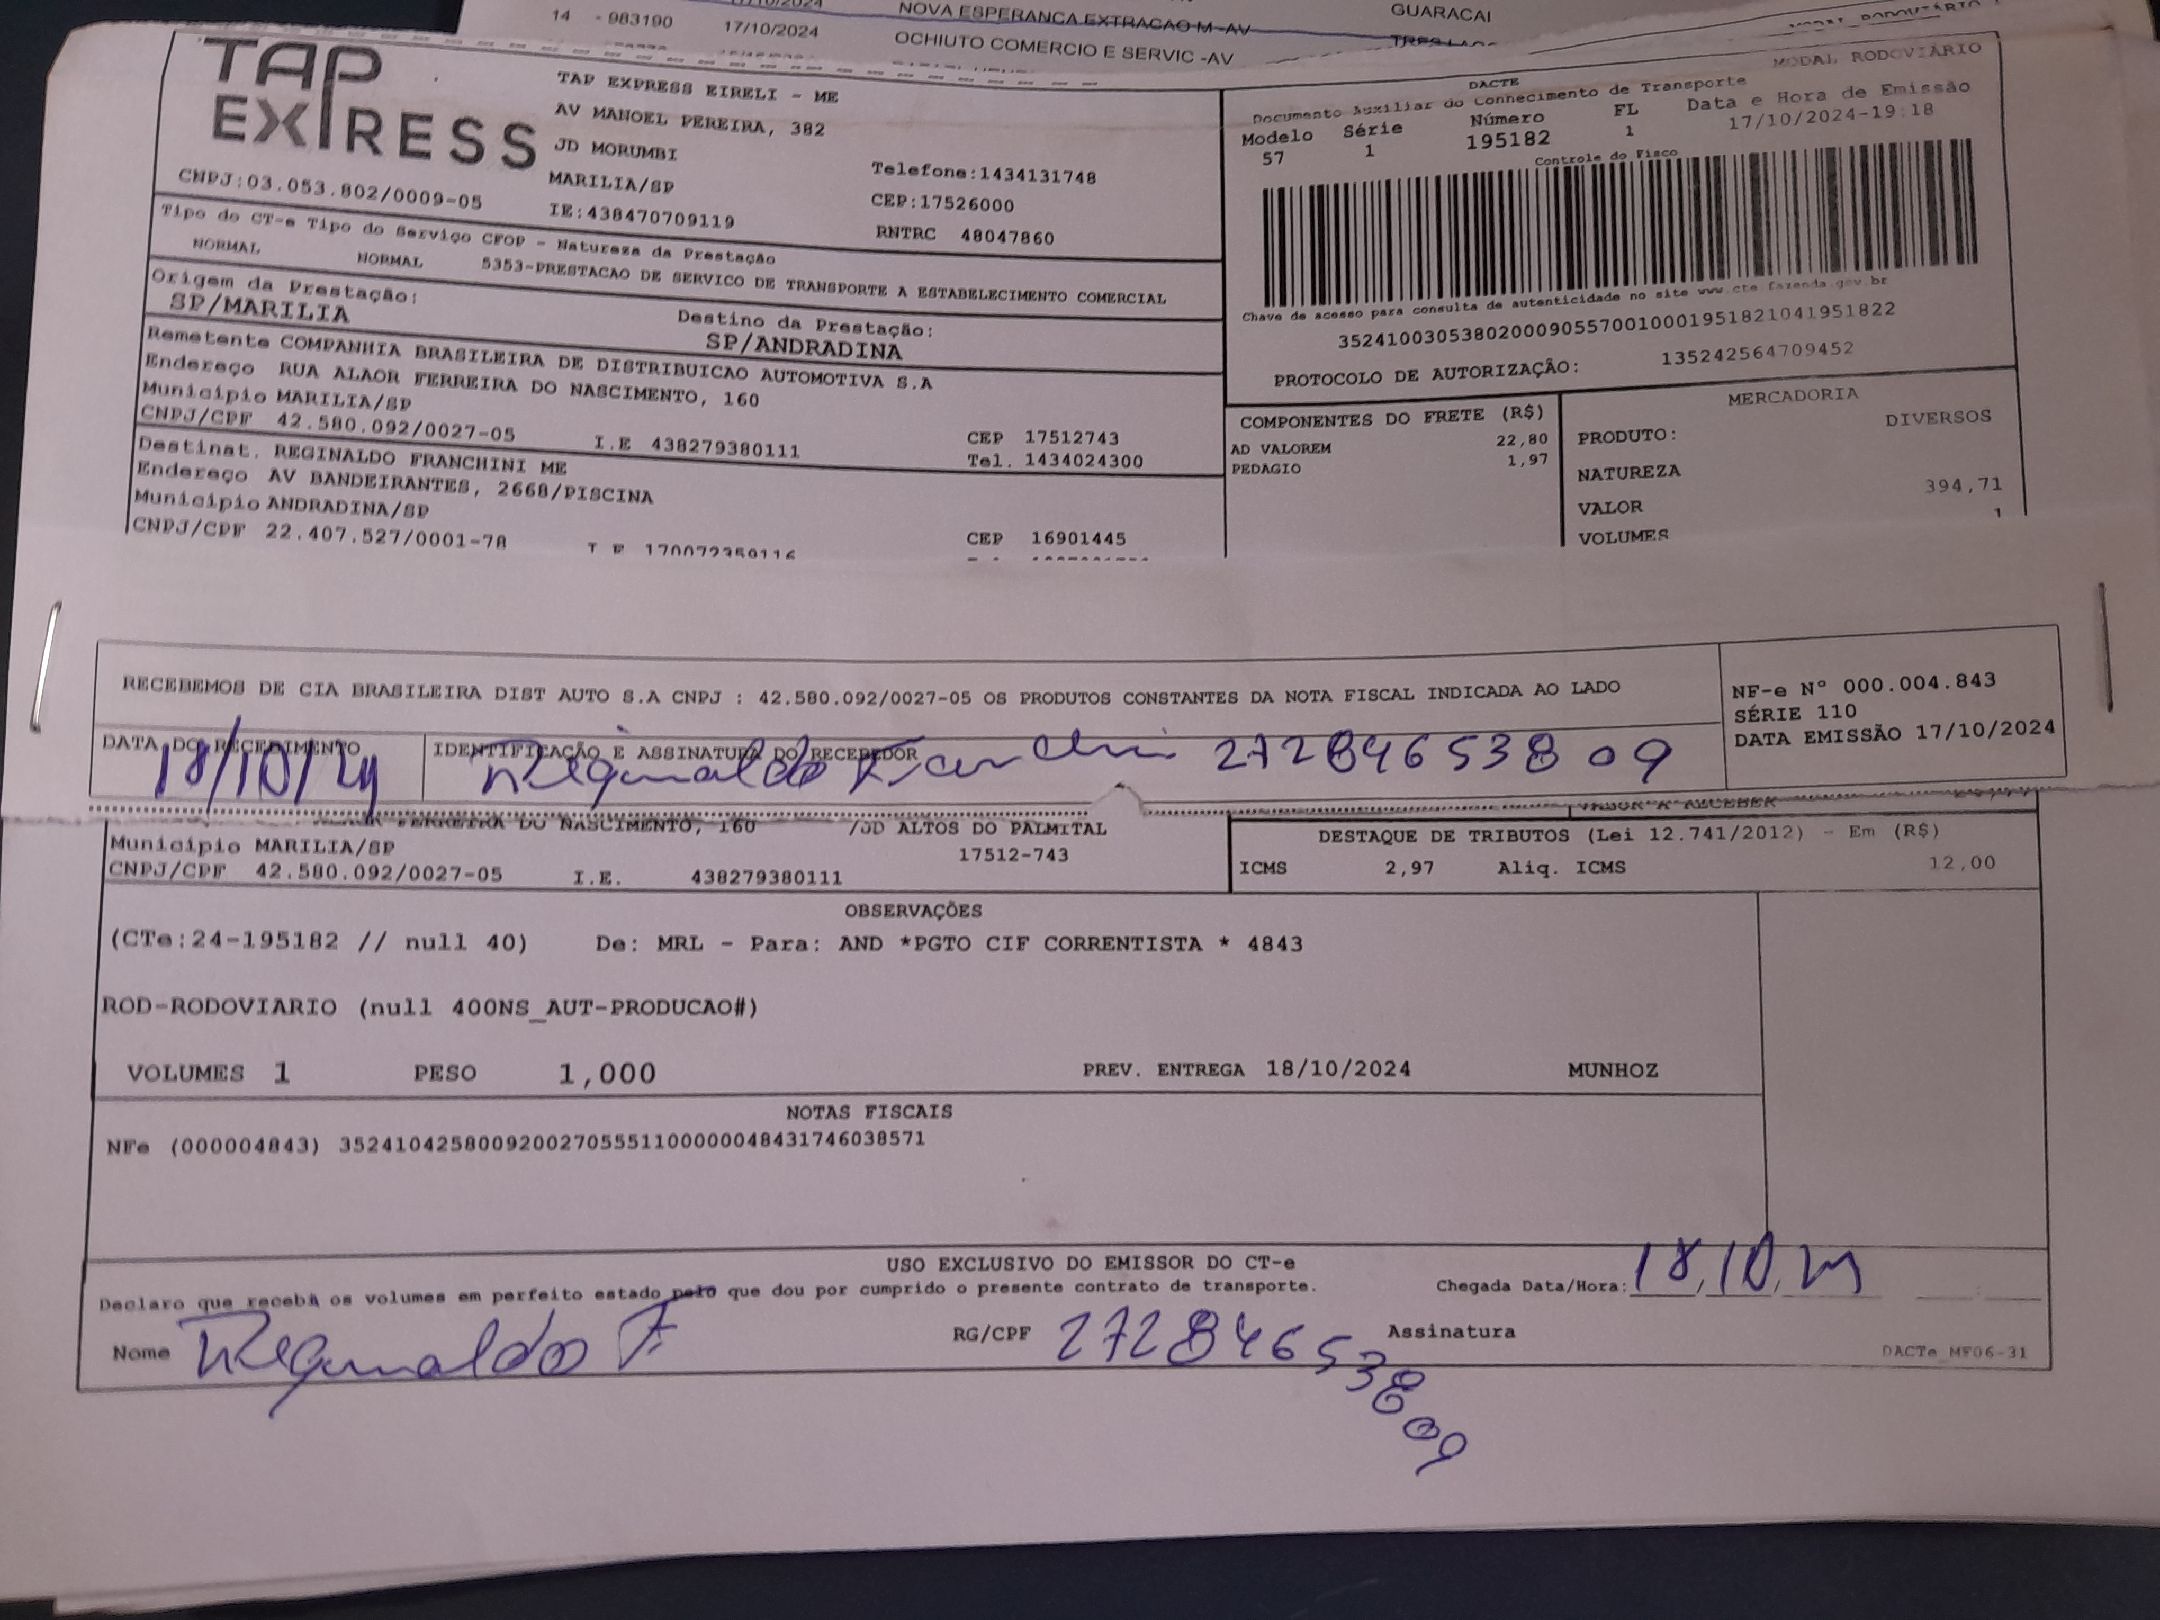 14 - 983190 17/10/2024 NOVA ESPERANCA EXTRACAO M -AV GUARACAI
OCHIUTO COMERCIO E SERVIC -AV
TAP EXPRESS
CNPJ:03.053.802/0009-05
TAP EXPRESS EIRELI - ME
AV MANOEL PEREIRA, 382
JD MORUMBI
MARILIA/SP
IE:438470709119
Telefone:1434131748
CEP:17526000
RNTRC 48047860
MODAL RODOVIÁRIO
DACTE
Documento Auxiliar do Conhecimento de Transporte
Modelo Série Número FL Data e Hora de Emissão
57 1 195182 1 17/10/2024-19:18
Controle do Fisco
Chave de acesso para consulta de autenticidade no site www.cte.fazenda.gov.br
PROTOCOLO DE AUTORIZAÇÃO: 135242564709452
Tipo do CT-e Tipo do Serviço CFOP - Natureza da Prestação
NORMAL NORMAL 5353-PRESTACAO DE SERVICO DE TRANSPORTE A ESTABELECIMENTO COMERCIAL
Origem da Prestação: Destino da Prestação:
SP/MARILIA SP/ANDRADINA
Remetente COMPANHIA BRASILEIRA DE DISTRIBUICAO AUTOMOTIVA S.A
Endereço RUA ALAOR FERREIRA DO NASCIMENTO, 160
Município MARILIA/SP CEP 17512743
CNPJ/CPF 42.580.092/0027-05 I.E 438279380111 Tel. 1434024300
Destinat. REGINALDO FRANCHINI ME
Endereço AV BANDEIRANTES, 2668/PISCINA
Município ANDRADINA/SP CEP 16901445
CNPJ/CPF 22.407.527/0001-78 I E 170072359116
COMPONENTES DO FRETE (R$)
AD VALOREM 22,80
PEDAGIO 1,97
MERCADORIA
PRODUTO: DIVERSOS
NATUREZA
VALOR 394,71
VOLUMES 1
RECEBEMOS DE CIA BRASILEIRA DIST AUTO S.A CNPJ : 42.580.092/0027-05 OS PRODUTOS CONSTANTES DA NOTA FISCAL INDICADA AO LADO
NF-e Nº 000.004.843
SÉRIE 110
DATA EMISSÃO 17/10/2024
DATA DO RECEBIMENTO IDENTIFICAÇÃO E ASSINATURA DO RECEBEDOR
18/10/24 Reginaldo Franchini 272846538 09
FERREIRA DO NASCIMENTO, 160 /JD ALTOS DO PALMITAL
Município MARILIA/SP 17512-743
CNPJ/CPF 42.580.092/0027-05 I.E. 438279380111
VALOR A RECEBER
DESTAQUE DE TRIBUTOS (Lei 12.741/2012) - Em (R$)
ICMS 2,97 Aliq. ICMS 12,00
OBSERVAÇÕES
(CTe:24-195182 // null 40) De: MRL - Para: AND *PGTO CIF CORRENTISTA * 4843
ROD-RODOVIARIO (null 400NS_AUT-PRODUCAO#)
VOLUMES 1 PESO 1,000 PREV. ENTREGA 18/10/2024 MUNHOZ
NOTAS FISCAIS
NFe (000004843) 35241042580092002705551100000048431746038571
USO EXCLUSIVO DO EMISSOR DO CT-e
Declaro que recebi os volumes em perfeito estado pelo que dou por cumprido o presente contrato de transporte. Chegada Data/Hora: 18/10/24
Nome Reginaldo F. RG/CPF 27284653809 Assinatura
DACTe_MF06-31